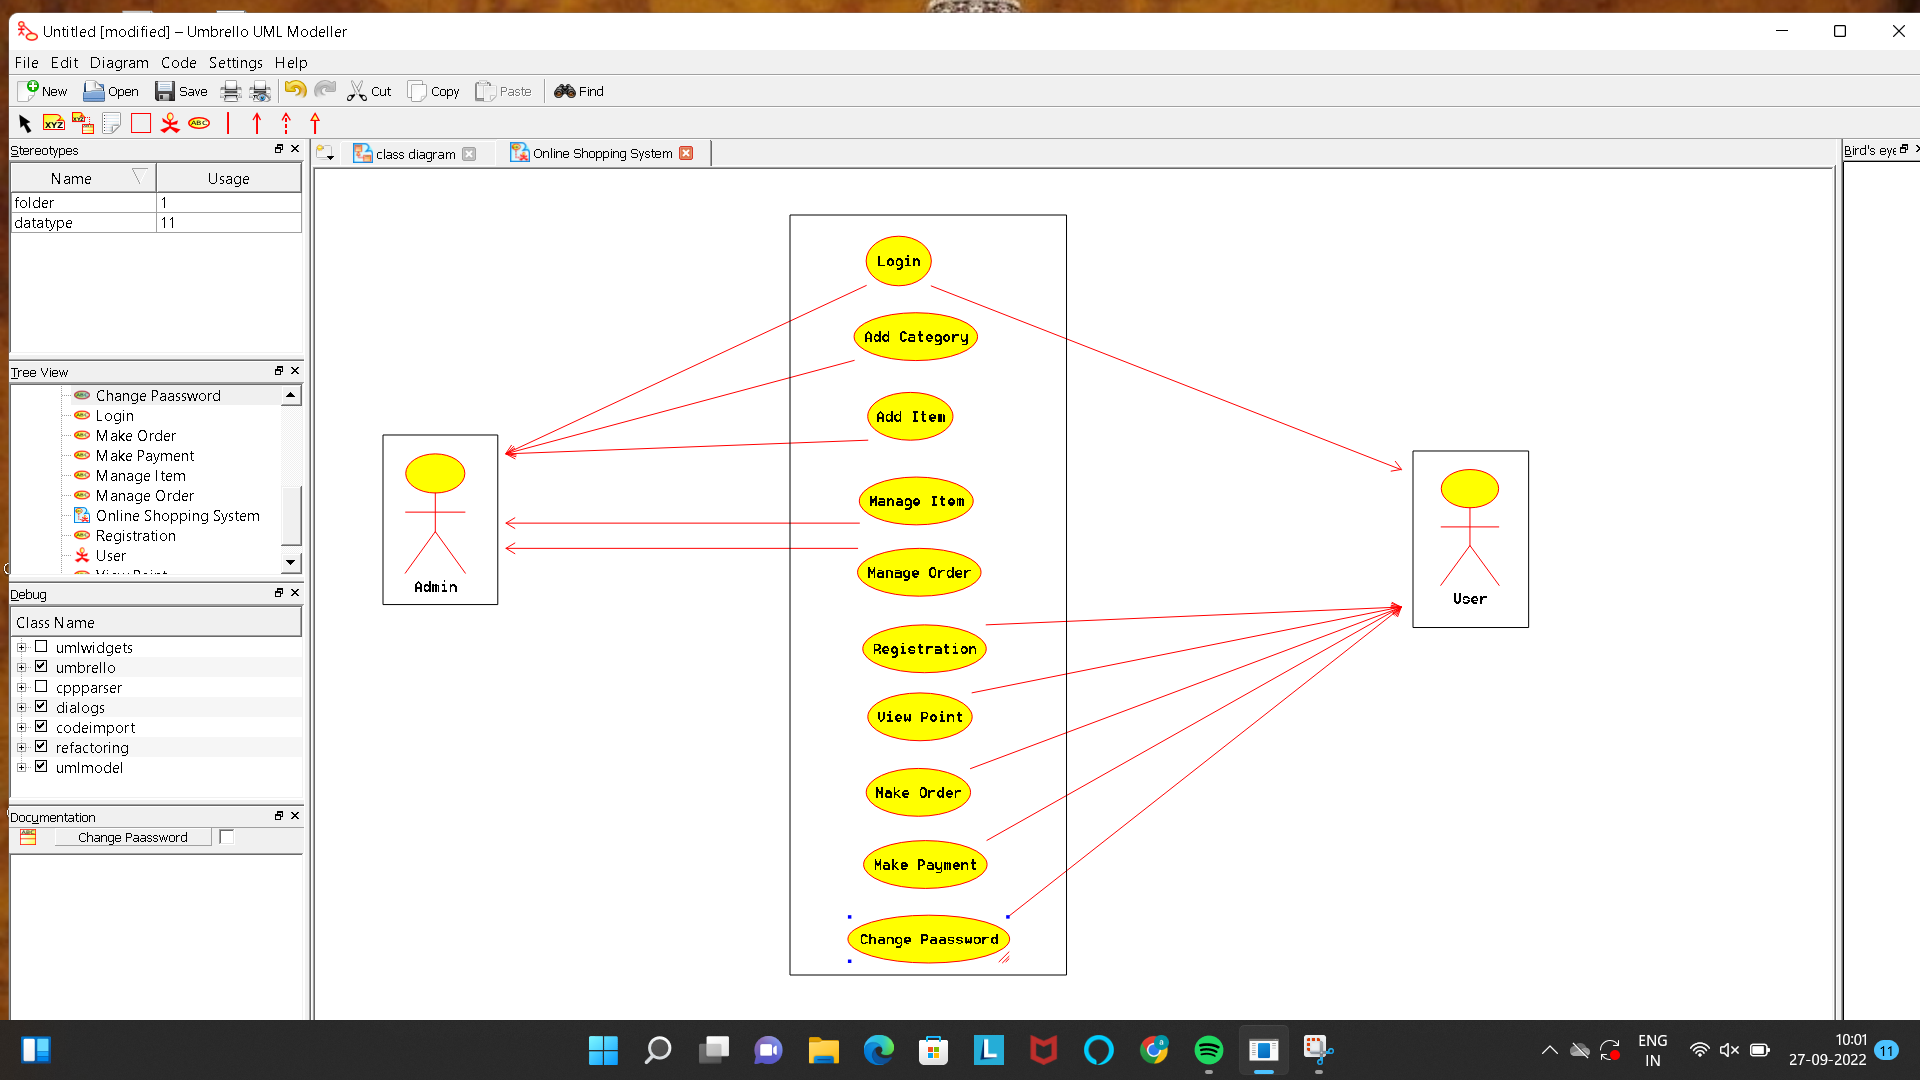 Untitled [modified] – Umbrello UML Modeller
File Edit Diagram Code Settings Help
New Open Save Cut Copy Paste Find
XYZ ABC
Stereotypes
class diagram
Online Shopping System
Bird's eye
Name Usage
folder 1
datatype 11
Tree View
Change Paassword
Login
Make Order
Make Payment
Manage Item
Manage Order
Online Shopping System
Registration
User
View Point
Debug
Class Name
umlwidgets
umbrello
cppparser
dialogs
codeimport
refactoring
umlmodel
Documentation
Change Paassword
Login
Add Category
Add Item
Manage Item
Manage Order
Registration
View Point
Make Order
Make Payment
Change Paassword
Admin
User
ENG
IN
10:01
27-09-2022
11